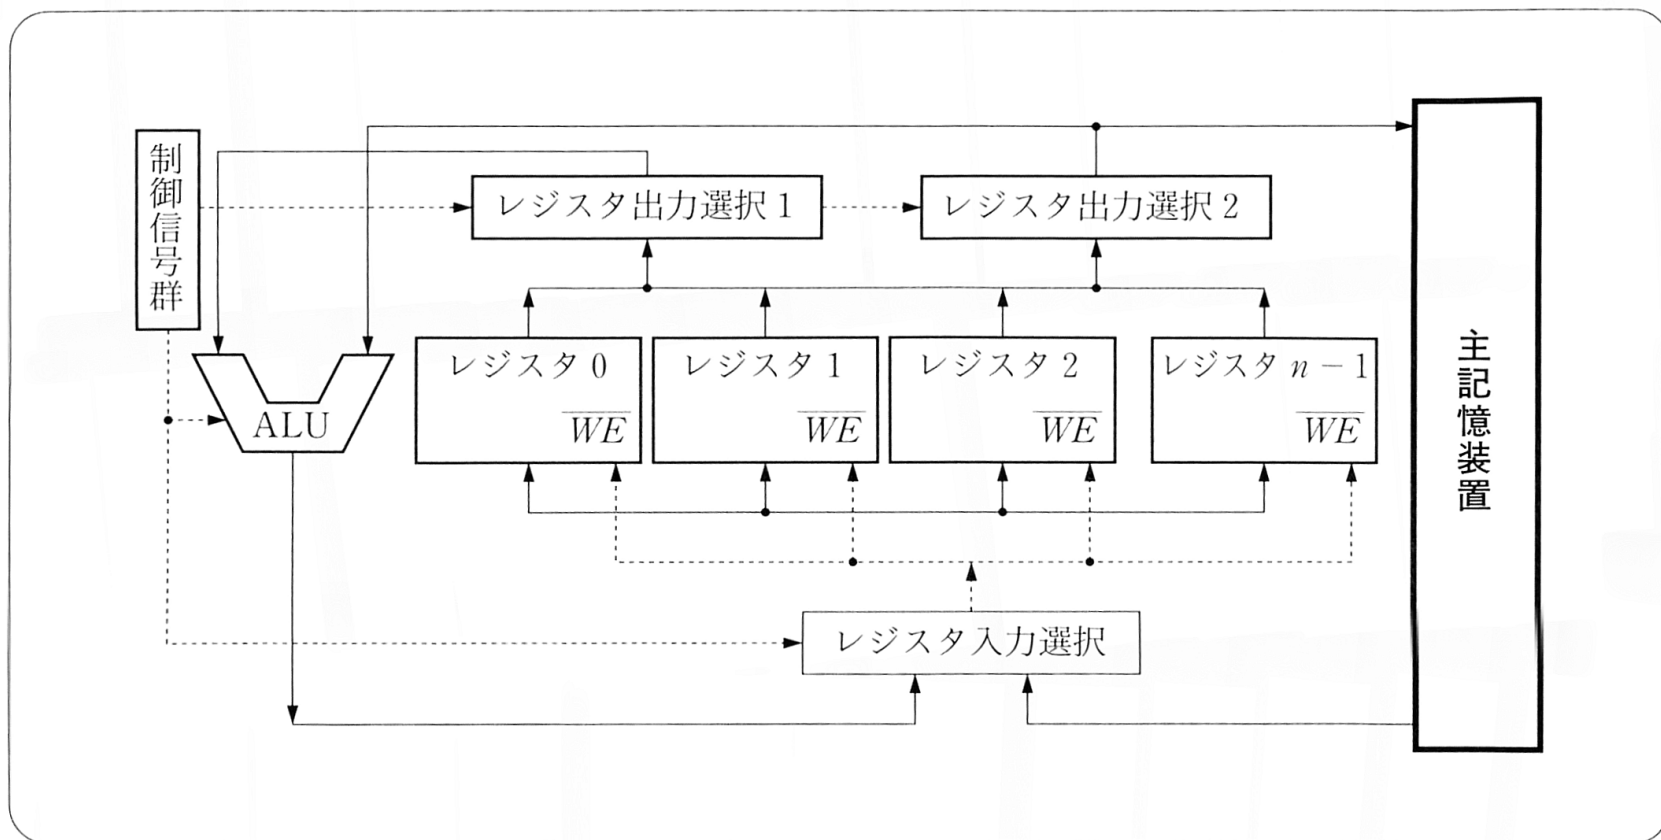 制御信号群
レジスタ出力選択 1
レジスタ出力選択 2
レジスタ 0
レジスタ 1
レジスタ 2
レジスタ n − 1
WE
WE
WE
WE
ALU
主記憶装置
レジスタ入力選択